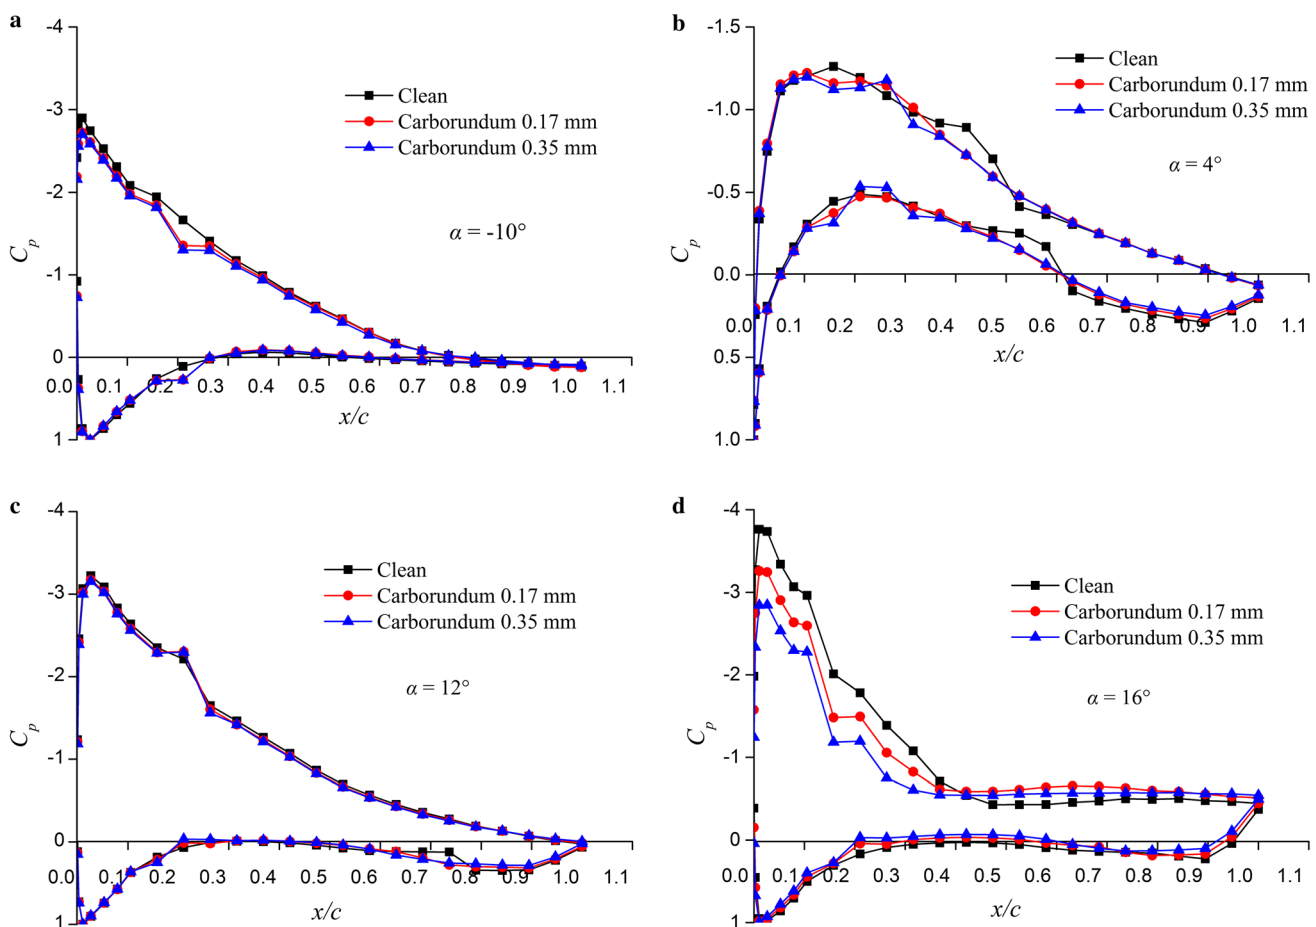 a
-4
-3
-2
-1
0
1
C_p
Clean
Carborundum 0.17 mm
Carborundum 0.35 mm
α = -10°
0.0 0.1 0.2 0.3 0.4 0.5 0.6 0.7 0.8 0.9 1.0 1.1
x/c
b
-1.5
-1.0
-0.5
0.0
0.5
1.0
C_p
Clean
Carborundum 0.17 mm
Carborundum 0.35 mm
α = 4°
0.0 0.1 0.2 0.3 0.4 0.5 0.6 0.7 0.8 0.9 1.0 1.1
x/c
c
-4
-3
-2
-1
0
1
C_p
Clean
Carborundum 0.17 mm
Carborundum 0.35 mm
α = 12°
0.0 0.1 0.2 0.3 0.4 0.5 0.6 0.7 0.8 0.9 1.0 1.1
x/c
d
-4
-3
-2
-1
0
1
C_p
Clean
Carborundum 0.17 mm
Carborundum 0.35 mm
α = 16°
0.0 0.1 0.2 0.3 0.4 0.5 0.6 0.7 0.8 0.9 1.0 1.1
x/c